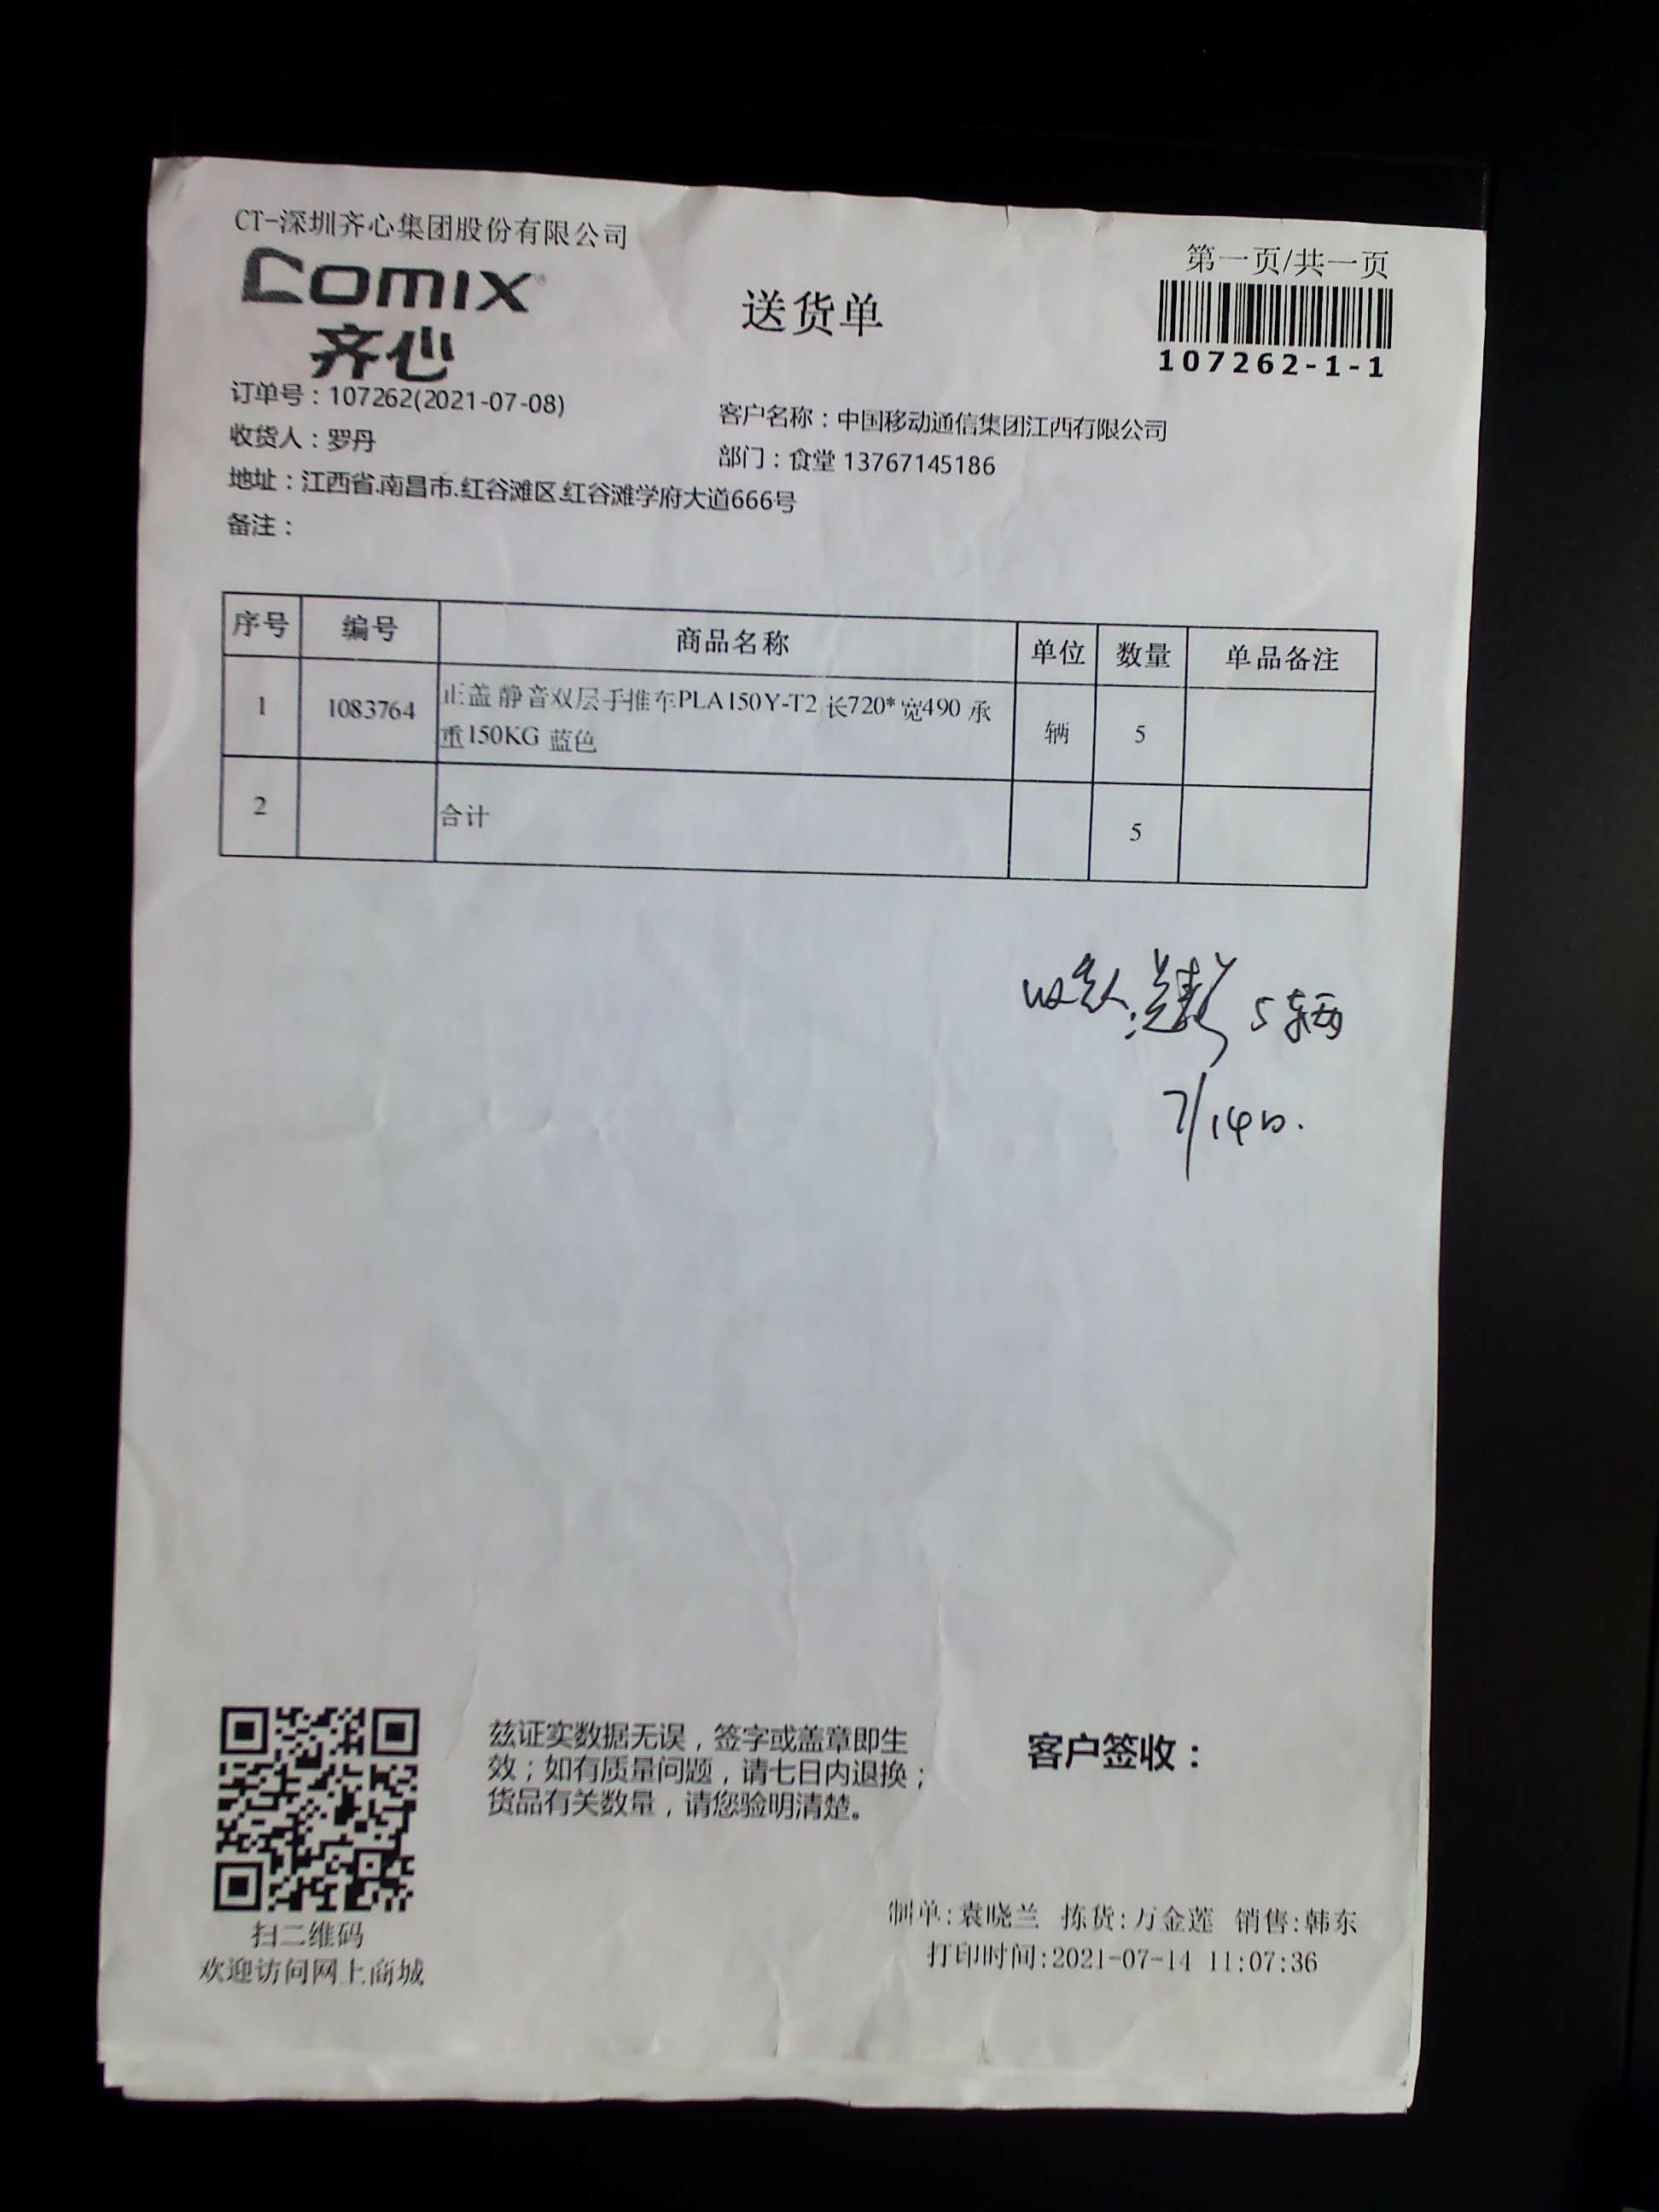 CT-深圳齐心集团股份有限公司
Comix
齐心
送货单
第一页/共一页
107262-1-1
订单号：107262(2021-07-08)
客户名称：中国移动通信集团江西有限公司
收货人：罗丹
部门：食堂 13767145186
地址：江西省.南昌市.红谷滩区.红谷滩学府大道666号
备注：
序号 编号 商品名称 单位 数量 单品备注
1 1083764 正盖 静音双层手推车PLA150Y-T2 长720*宽490 承
重150KG 蓝色 辆 5
2 合计 5
收货人: 5辆
7/14日.
兹证实数据无误，签字或盖章即生
效；如有质量问题，请七日内退换；
货品有关数量，请您验明清楚。
客户签收：
扫二维码
欢迎访问网上商城
制单:袁晓兰 拣货:万金莲 销售:韩东
打印时间:2021-07-14 11:07:36